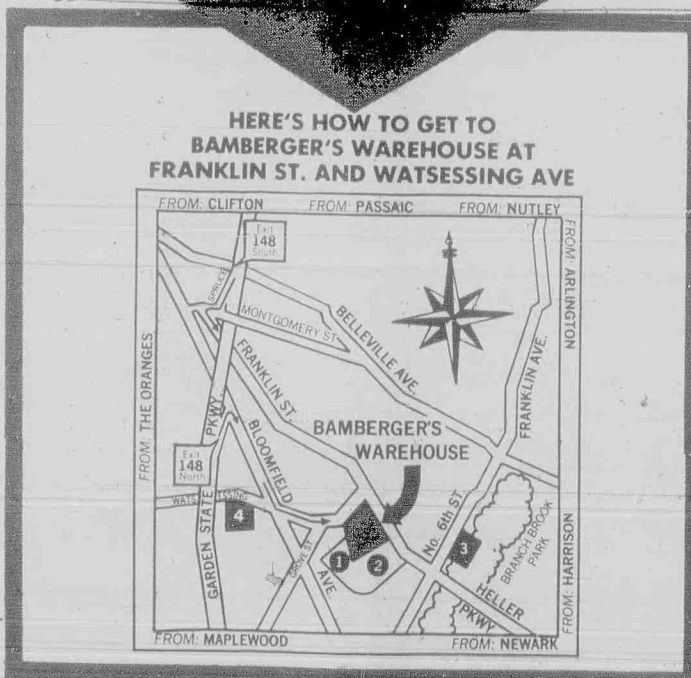 HERE'S HOW TO GET TO
BAMBERGER'S WAREHOUSE AT
FRANKLIN ST. AND WATSESSING AVE
FROM: CLIFTON
FROM: PASSAIC
FROM: NUTLEY
FROM: ARLINGTON
Exit
148
South
SPRUCE
MONTGOMERY ST.
BELLEVILLE AVE.
FRANKLIN AVE.
FROM: THE ORANGES
FRANKLIN ST.
PKWY.
BLOOMFIELD
BAMBERGER'S
WAREHOUSE
Exit
148
North
WATSESSING
4
GARDEN STATE
GROVE ST
AVE.
1
2
No. 6th ST.
3
BRANCH BROOK
PARK
HELLER
PKWY
FROM: HARRISON
FROM: MAPLEWOOD
FROM: NEWARK